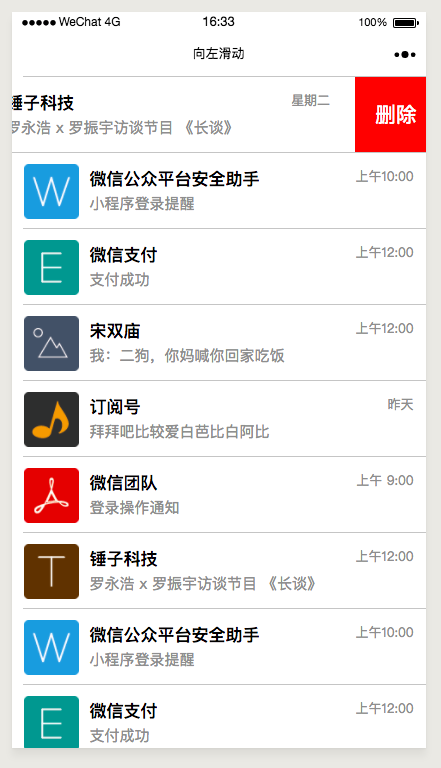 WeChat 4G 16:33 100%
向左滑动
锤子科技 星期二
罗永浩 x 罗振宇访谈节目 《长谈》
删除
W 微信公众平台安全助手 上午10:00
小程序登录提醒
E 微信支付 上午12:00
支付成功
宋双庙 上午12:00
我：二狗，你妈喊你回家吃饭
订阅号 昨天
拜拜吧比较爱白芭比白阿比
微信团队 上午 9:00
登录操作通知
T 锤子科技 上午12:00
罗永浩 x 罗振宇访谈节目 《长谈》
W 微信公众平台安全助手 上午10:00
小程序登录提醒
E 微信支付 上午12:00
支付成功